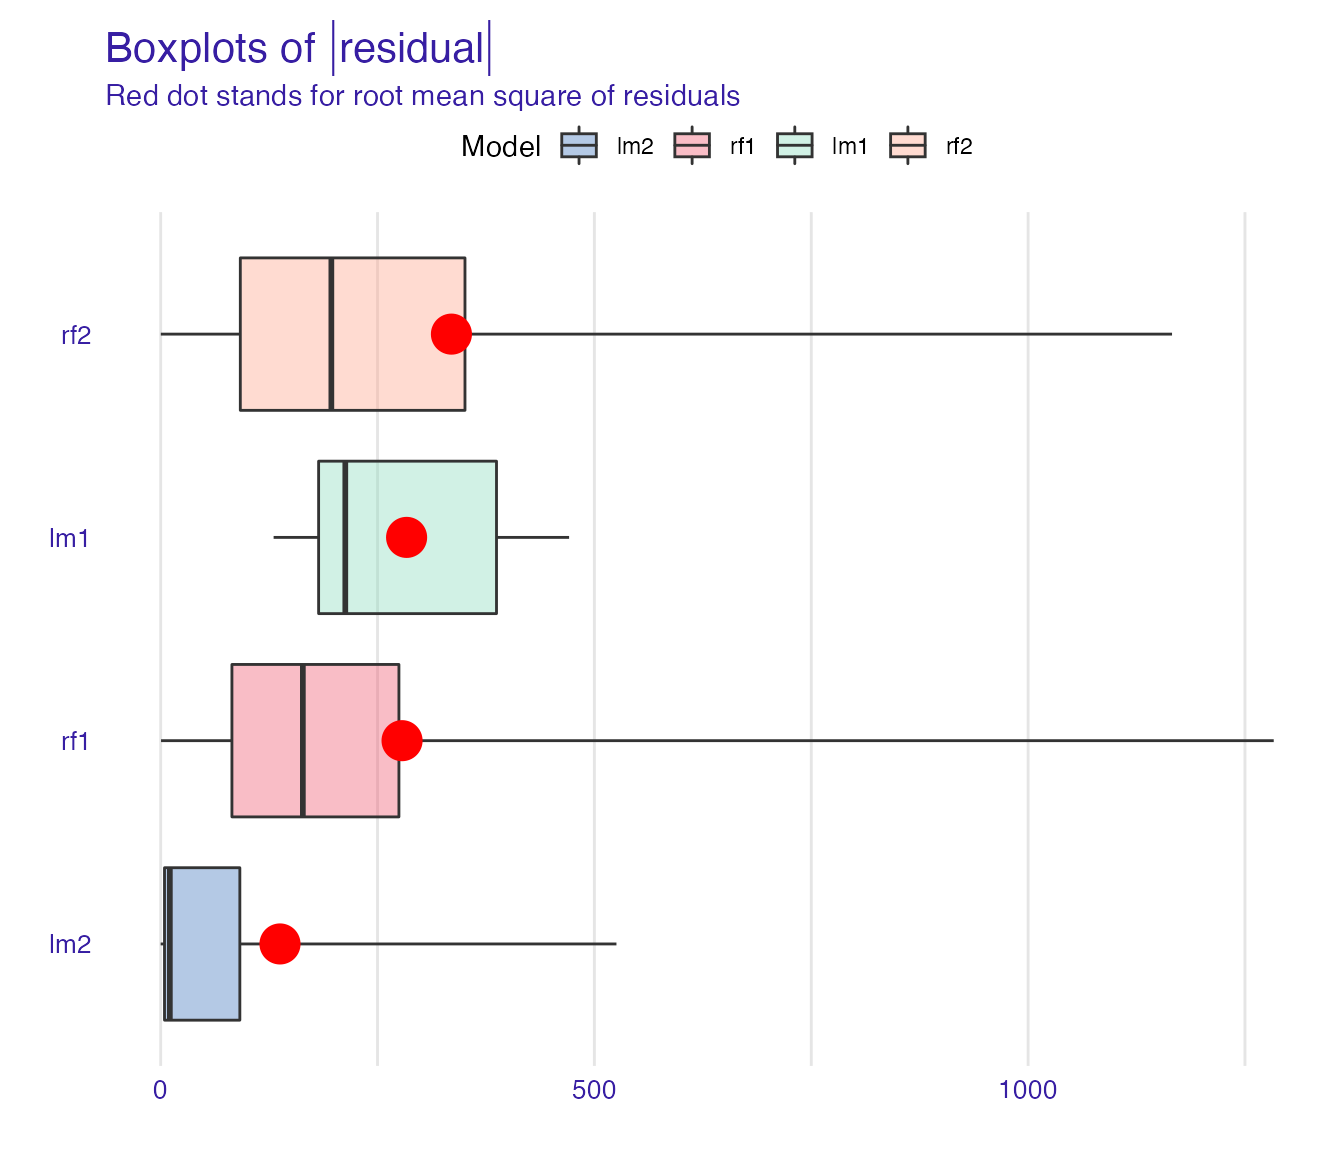 Boxplots of |residual|
Red dot stands for root mean square of residuals
Model lm2 rf1 lm1 rf2
rf2
lm1
rf1
lm2
0 500 1000